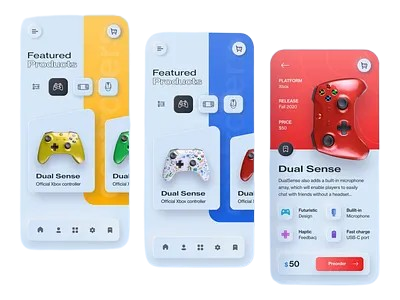 Featured
Products
Dual Sense
Official Xbox controller
Featured
Products
Dual Sense
Official Xbox controller
PLATFORM
Xbox
RELEASE
Fall 2020
PRICE
$50
Dual Sense
DualSense also adds a built-in microphone
array, which will enable players to easily
chat with friends without a headset...
Futuristic
Design
Built-in
Microphone
Haptic
Feedbaq
Fast charge
USB-C port
$50
Preorder